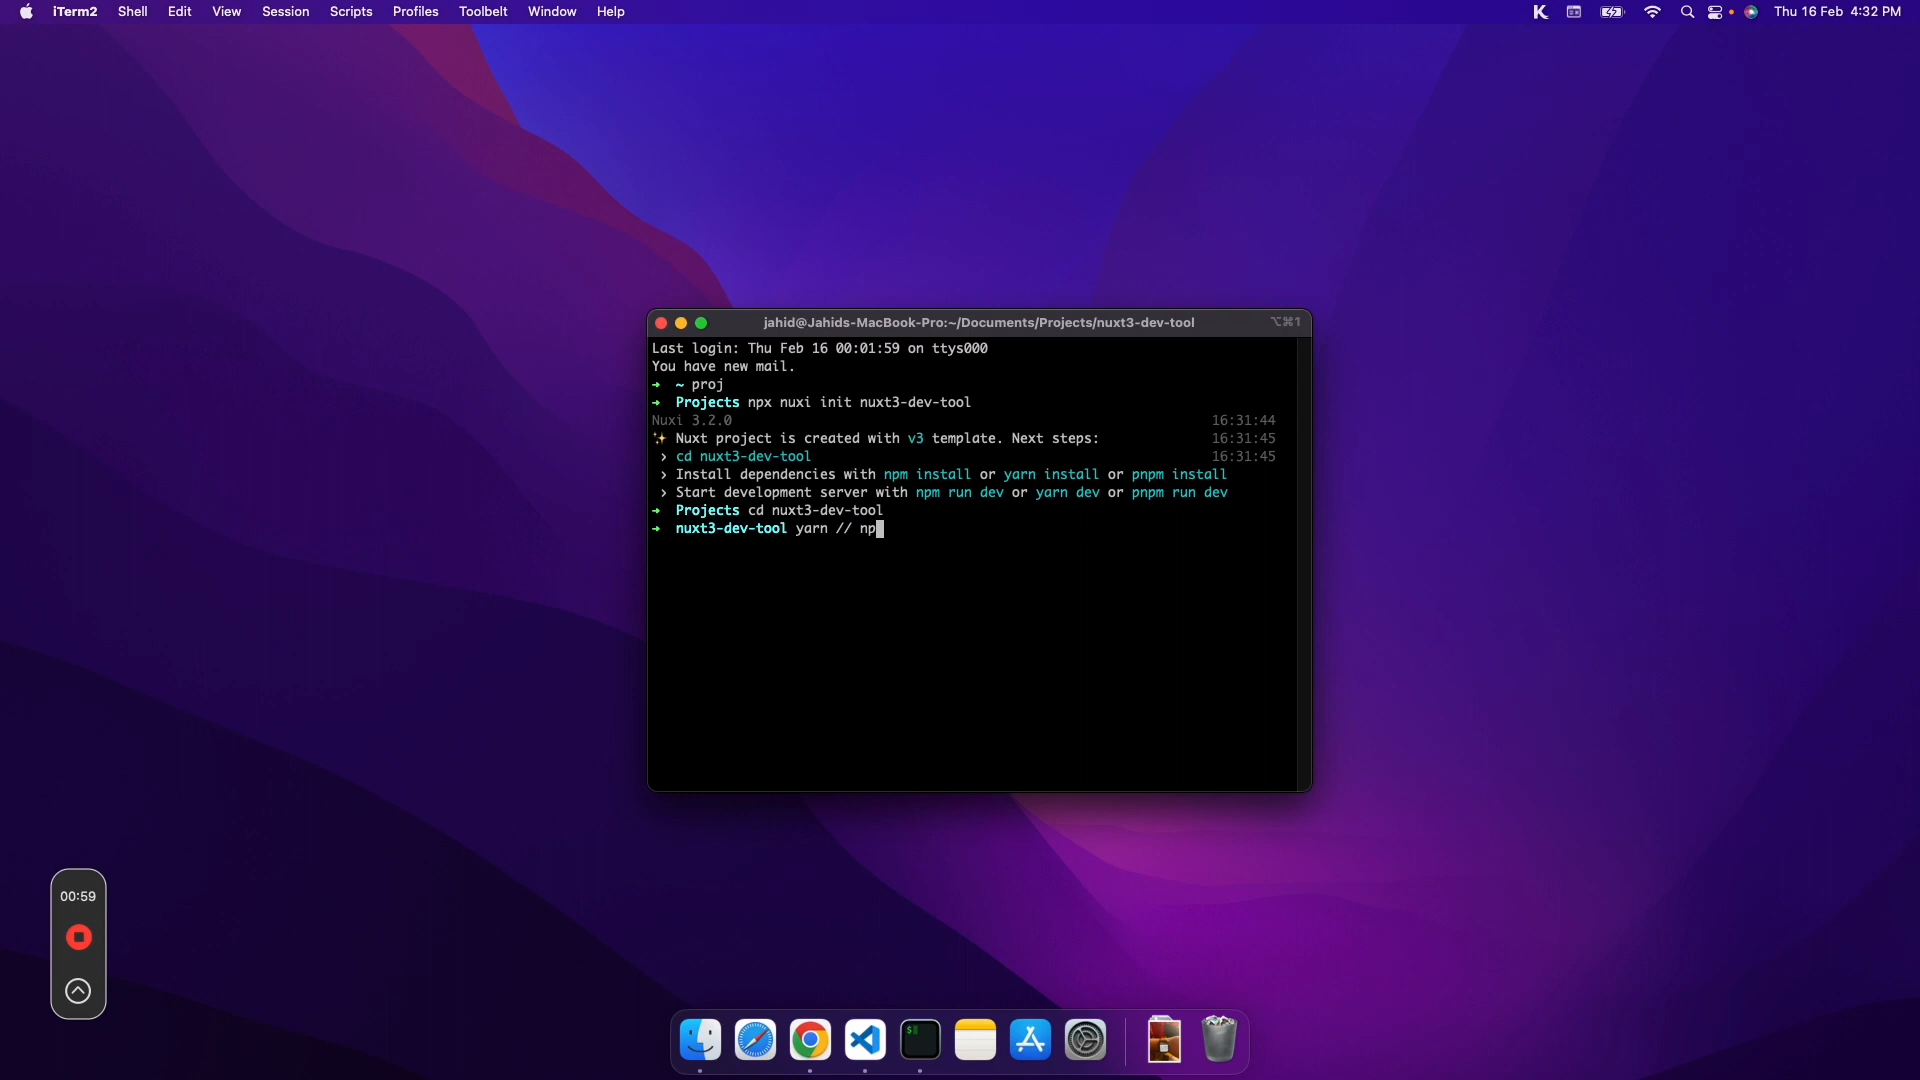 iTerm2 Shell Edit View Session Scripts Profiles Toolbelt Window Help Thu 16 Feb 4:32 PM
jahid@Jahids-MacBook-Pro:~/Documents/Projects/nuxt3-dev-tool ⌥⌘1
Last login: Thu Feb 16 00:01:59 on ttys000
You have new mail.
➜ ~ proj
➜ Projects npx nuxi init nuxt3-dev-tool
Nuxi 3.2.0 16:31:44
✨ Nuxt project is created with v3 template. Next steps: 16:31:45
› cd nuxt3-dev-tool 16:31:45
› Install dependencies with npm install or yarn install or pnpm install
› Start development server with npm run dev or yarn dev or pnpm run dev
➜ Projects cd nuxt3-dev-tool
➜ nuxt3-dev-tool yarn // np
00:59